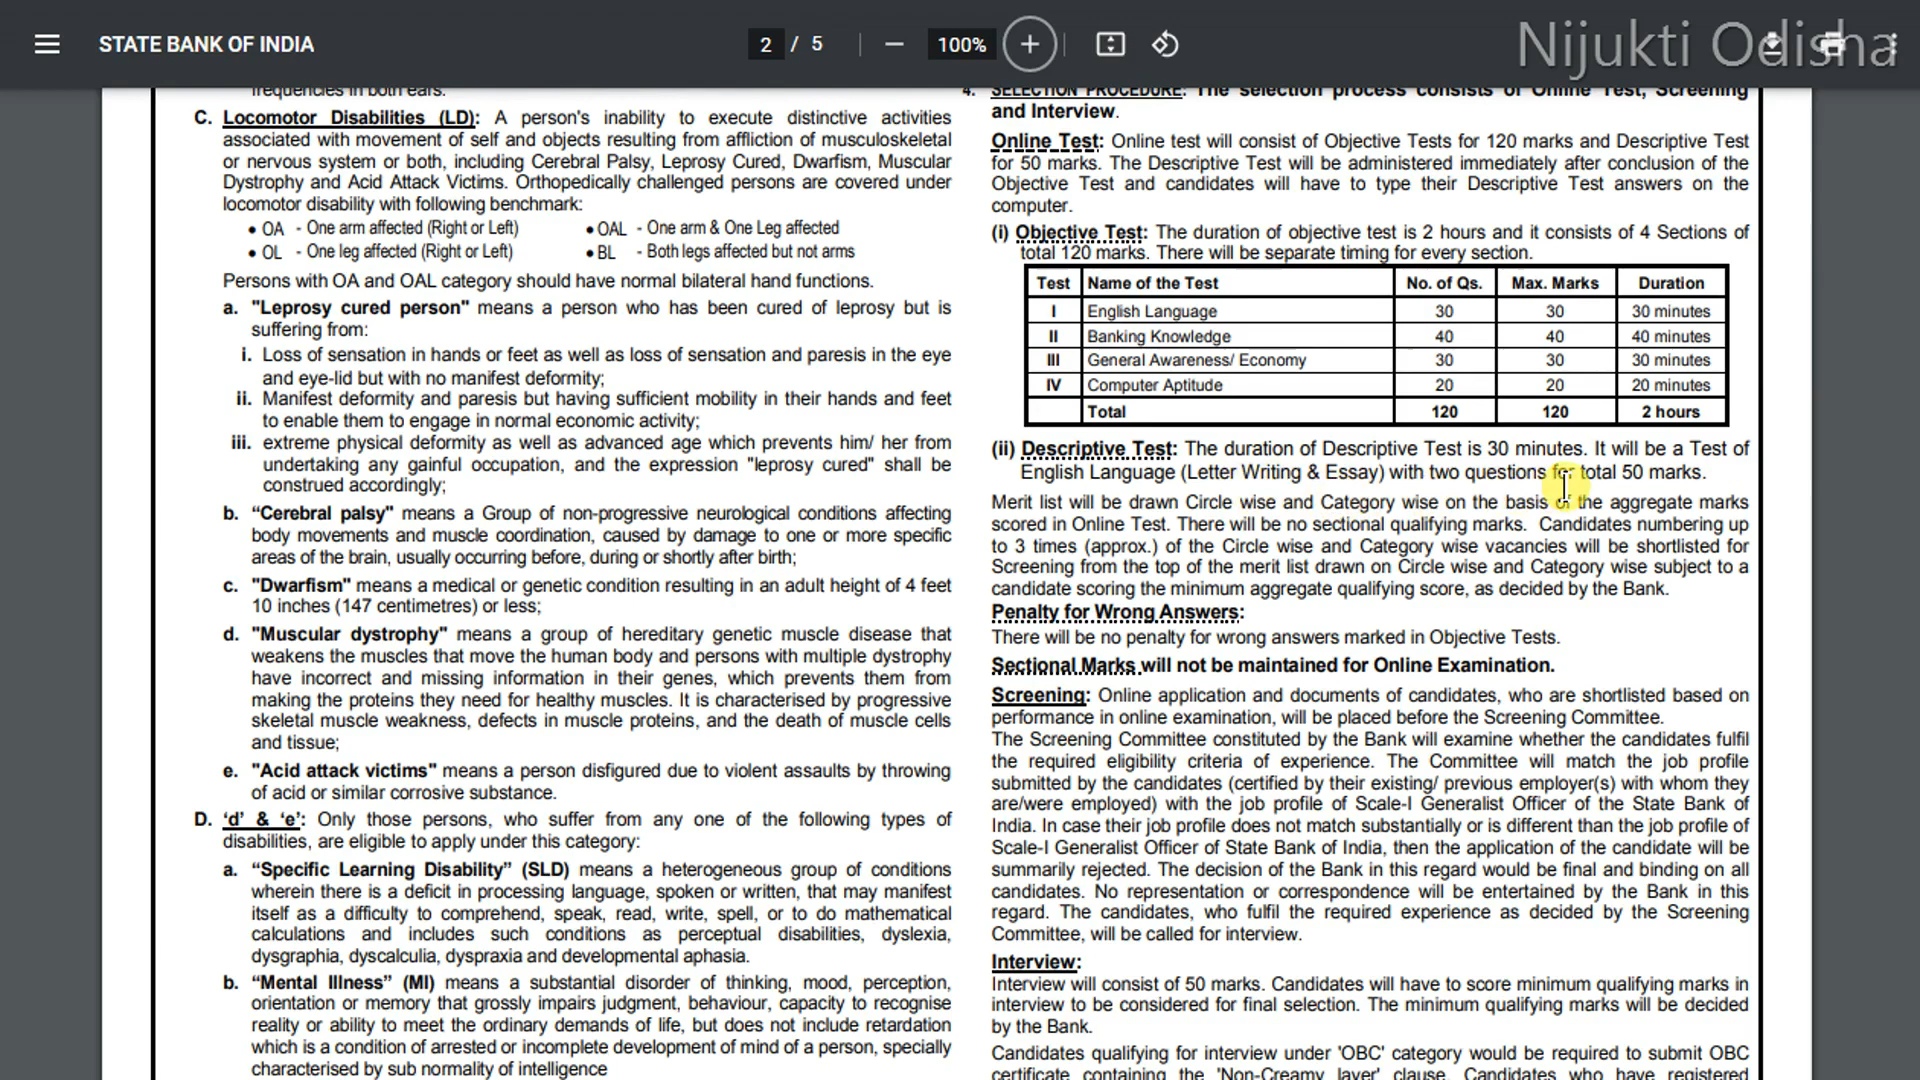 STATE BANK OF INDIA
2 / 5
100%
Nijukti Odisha
frequencies in both ears.
C. Locomotor Disabilities (LD): A person's inability to execute distinctive activities
associated with movement of self and objects resulting from affliction of musculoskeletal
or nervous system or both, including Cerebral Palsy, Leprosy Cured, Dwarfism, Muscular
Dystrophy and Acid Attack Victims. Orthopedically challenged persons are covered under
locomotor disability with following benchmark:
• OA - One arm affected (Right or Left) • OAL - One arm & One Leg affected
• OL - One leg affected (Right or Left) • BL - Both legs affected but not arms
Persons with OA and OAL category should have normal bilateral hand functions.
a. "Leprosy cured person" means a person who has been cured of leprosy but is
suffering from:
i. Loss of sensation in hands or feet as well as loss of sensation and paresis in the eye
and eye-lid but with no manifest deformity;
ii. Manifest deformity and paresis but having sufficient mobility in their hands and feet
to enable them to engage in normal economic activity;
iii. extreme physical deformity as well as advanced age which prevents him/ her from
undertaking any gainful occupation, and the expression "leprosy cured" shall be
construed accordingly;
b. “Cerebral palsy” means a Group of non-progressive neurological conditions affecting
body movements and muscle coordination, caused by damage to one or more specific
areas of the brain, usually occurring before, during or shortly after birth;
c. "Dwarfism" means a medical or genetic condition resulting in an adult height of 4 feet
10 inches (147 centimetres) or less;
d. "Muscular dystrophy" means a group of hereditary genetic muscle disease that
weakens the muscles that move the human body and persons with multiple dystrophy
have incorrect and missing information in their genes, which prevents them from
making the proteins they need for healthy muscles. It is characterised by progressive
skeletal muscle weakness, defects in muscle proteins, and the death of muscle cells
and tissue;
e. "Acid attack victims" means a person disfigured due to violent assaults by throwing
of acid or similar corrosive substance.
D. ‘d’ & ‘e’: Only those persons, who suffer from any one of the following types of
disabilities, are eligible to apply under this category:
a. “Specific Learning Disability” (SLD) means a heterogeneous group of conditions
wherein there is a deficit in processing language, spoken or written, that may manifest
itself as a difficulty to comprehend, speak, read, write, spell, or to do mathematical
calculations and includes such conditions as perceptual disabilities, dyslexia,
dysgraphia, dyscalculia, dyspraxia and developmental aphasia.
b. “Mental Illness” (MI) means a substantial disorder of thinking, mood, perception,
orientation or memory that grossly impairs judgment, behaviour, capacity to recognise
reality or ability to meet the ordinary demands of life, but does not include retardation
which is a condition of arrested or incomplete development of mind of a person, specially
characterised by sub normality of intelligence
4. SELECTION PROCEDURE: The selection process consists of Online Test, Screening
and Interview.
Online Test: Online test will consist of Objective Tests for 120 marks and Descriptive Test
for 50 marks. The Descriptive Test will be administered immediately after conclusion of the
Objective Test and candidates will have to type their Descriptive Test answers on the
computer.
(i) Objective Test: The duration of objective test is 2 hours and it consists of 4 Sections of
total 120 marks. There will be separate timing for every section.
Test Name of the Test No. of Qs. Max. Marks Duration
I English Language 30 30 30 minutes
II Banking Knowledge 40 40 40 minutes
III General Awareness/ Economy 30 30 30 minutes
IV Computer Aptitude 20 20 20 minutes
Total 120 120 2 hours
(ii) Descriptive Test: The duration of Descriptive Test is 30 minutes. It will be a Test of
English Language (Letter Writing & Essay) with two questions for total 50 marks.
Merit list will be drawn Circle wise and Category wise on the basis of the aggregate marks
scored in Online Test. There will be no sectional qualifying marks. Candidates numbering up
to 3 times (approx.) of the Circle wise and Category wise vacancies will be shortlisted for
Screening from the top of the merit list drawn on Circle wise and Category wise subject to a
candidate scoring the minimum aggregate qualifying score, as decided by the Bank.
Penalty for Wrong Answers:
There will be no penalty for wrong answers marked in Objective Tests.
Sectional Marks will not be maintained for Online Examination.
Screening: Online application and documents of candidates, who are shortlisted based on
performance in online examination, will be placed before the Screening Committee.
The Screening Committee constituted by the Bank will examine whether the candidates fulfil
the required eligibility criteria of experience. The Committee will match the job profile
submitted by the candidates (certified by their existing/ previous employer(s) with whom they
are/were employed) with the job profile of Scale-I Generalist Officer of the State Bank of
India. In case their job profile does not match substantially or is different than the job profile of
Scale-I Generalist Officer of State Bank of India, then the application of the candidate will be
summarily rejected. The decision of the Bank in this regard would be final and binding on all
candidates. No representation or correspondence will be entertained by the Bank in this
regard. The candidates, who fulfil the required experience as decided by the Screening
Committee, will be called for interview.
Interview:
Interview will consist of 50 marks. Candidates will have to score minimum qualifying marks in
interview to be considered for final selection. The minimum qualifying marks will be decided
by the Bank.
Candidates qualifying for interview under 'OBC' category would be required to submit OBC
certificate containing the 'Non-Creamy layer' clause. Candidates who have registered